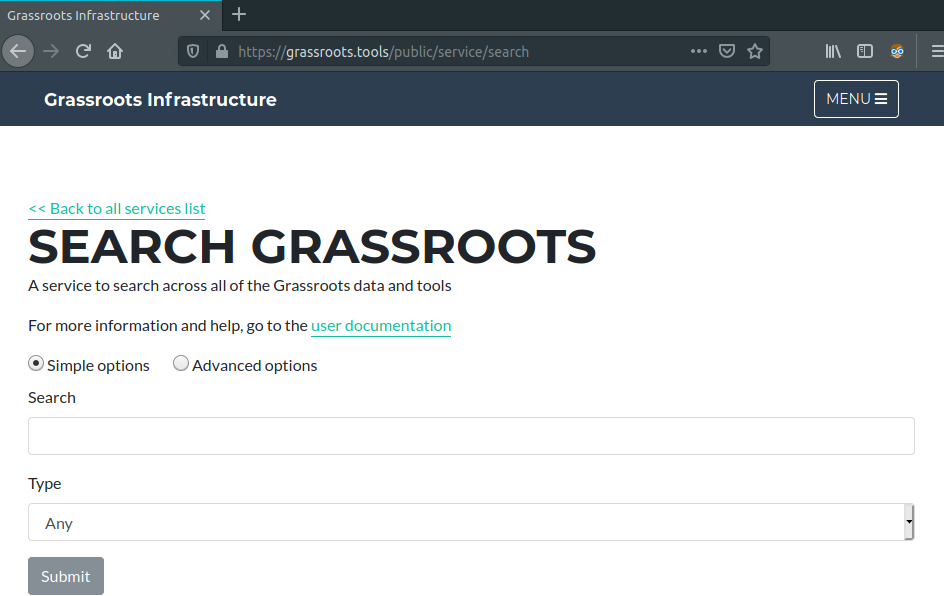 Grassroots Infrastructure
https://grassroots.tools/public/service/search
Grassroots Infrastructure
MENU
<< Back to all services list
SEARCH GRASSROOTS
A service to search across all of the Grassroots data and tools
For more information and help, go to the user documentation
Simple options Advanced options
Search
Type
Any
Submit